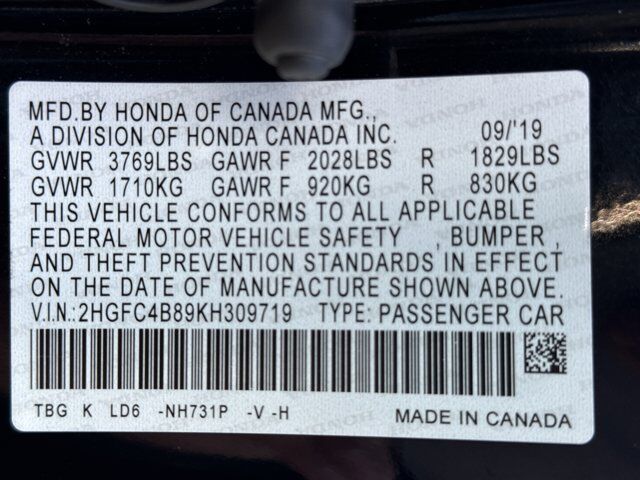 MFD.BY HONDA OF CANADA MFG.,
A DIVISION OF HONDA CANADA INC. 09/'19
GVWR 3769LBS GAWR F 2028LBS R 1829LBS
GVWR 1710KG GAWR F 920KG R 830KG
THIS VEHICLE CONFORMS TO ALL APPLICABLE
FEDERAL MOTOR VEHICLE SAFETY , BUMPER ,
AND THEFT PREVENTION STANDARDS IN EFFECT
ON THE DATE OF MANUFACTURE SHOWN ABOVE.
V.I.N.:2HGFC4B89KH309719 TYPE: PASSENGER CAR
TBG K LD6 -NH731P -V -H MADE IN CANADA